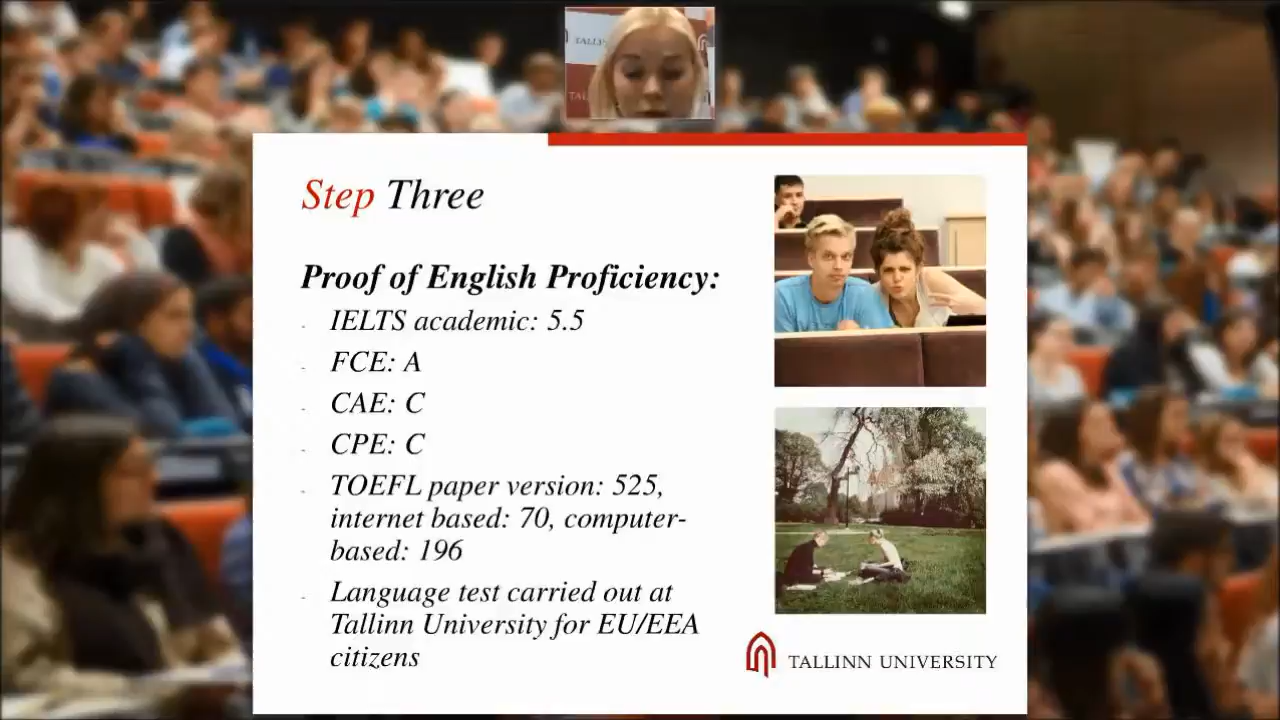 Step Three
Proof of English Proficiency:
- IELTS academic: 5.5
- FCE: A
- CAE: C
- CPE: C
- TOEFL paper version: 525,
internet based: 70, computer-
based: 196
- Language test carried out at
Tallinn University for EU/EEA
citizens
TALLINN UNIVERSITY